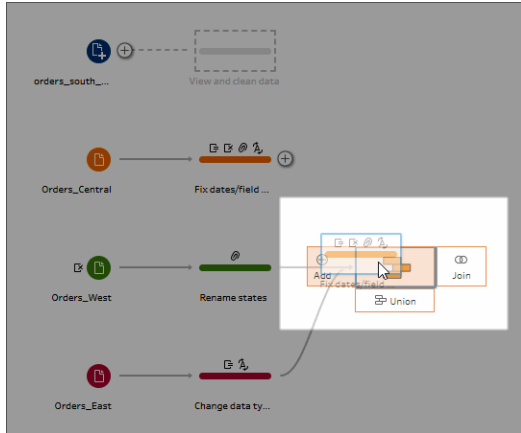 orders_south_...
View and clean data
Orders_Central
Fix dates/field ...
Add
Fix dates/field ...
Join
Union
Orders_West
Rename states
Orders_East
Change data ty...